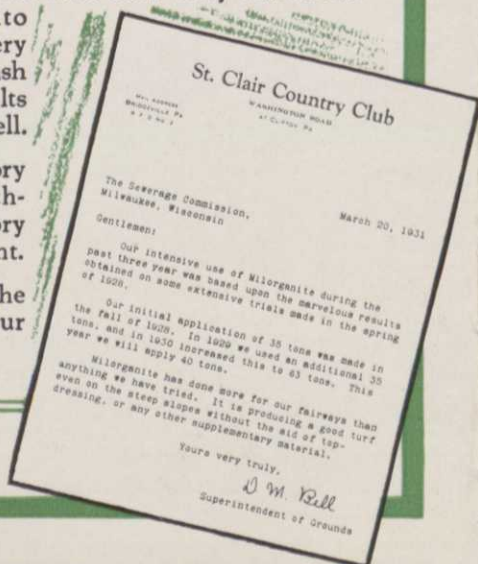 to
ery
sh
lts
ell.
ory
h-
ory
nt.
he
ur
St. Clair Country Club
WASHINGTON ROAD
MAIL ADDRESS
BRIDGEVILLE PA
March 20, 1931
The Sewerage Commission,
Milwaukee, Wisconsin
Gentlemen:
Our intensive use of Milorganite during the
past three year was based upon the marvelous results
obtained on some extensive trials made in the spring
of 1928.
Our initial application of 35 tons was made in
the fall of 1928. In 1929 we used an additional 35
tons, and in 1930 increased this to 63 tons. This
year we will apply 40 tons.
Milorganite has done more for our fairways than
anything we have tried. It is producing a good turf
even on the steep slopes without the aid of top-
dressing, or any other supplementary material.
Yours very truly,
D M. Bell
Superintendent of Grounds